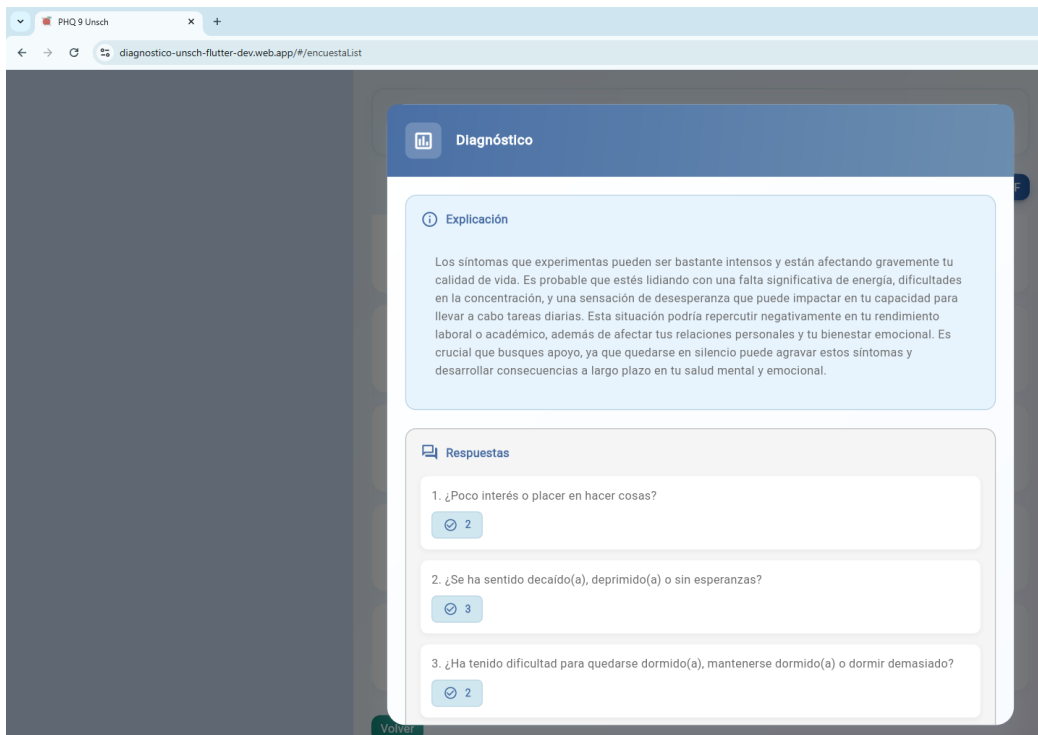 PHQ 9 Unsch
diagnostico-unsch-flutter-dev.web.app/#/encuestaList
Diagnóstico
F
Explicación
Los síntomas que experimentas pueden ser bastante intensos y están afectando gravemente tu
calidad de vida. Es probable que estés lidiando con una falta significativa de energía, dificultades
en la concentración, y una sensación de desesperanza que puede impactar en tu capacidad para
llevar a cabo tareas diarias. Esta situación podría repercutir negativamente en tu rendimiento
laboral o académico, además de afectar tus relaciones personales y tu bienestar emocional. Es
crucial que busques apoyo, ya que quedarse en silencio puede agravar estos síntomas y
desarrollar consecuencias a largo plazo en tu salud mental y emocional.
Respuestas
1. ¿Poco interés o placer en hacer cosas?
2
2. ¿Se ha sentido decaído(a), deprimido(a) o sin esperanzas?
3
3. ¿Ha tenido dificultad para quedarse dormido(a), mantenerse dormido(a) o dormir demasiado?
2
Volver